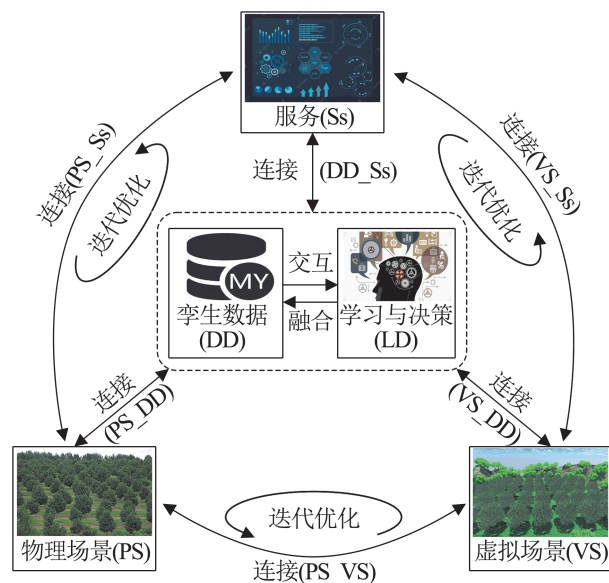 服务(Ss)
连接(PS_Ss)
迭代优化
连接 (DD_Ss)
连接(VS_Ss)
迭代优化
MY
交互
融合
孪生数据
(DD)
学习与决策
(LD)
连接
(PS_DD)
连接
(VS_DD)
迭代优化
物理场景(PS)
连接(PS_VS)
虚拟场景(VS)